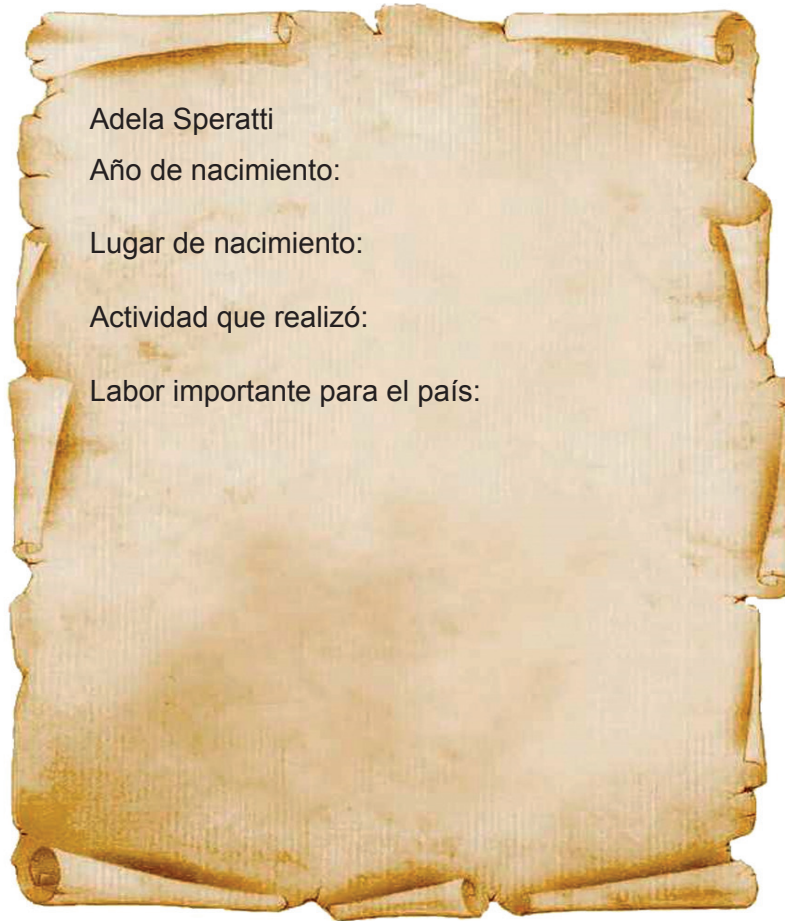 Adela Speratti
Año de nacimiento:
Lugar de nacimiento:
Actividad que realizó:
Labor importante para el país: